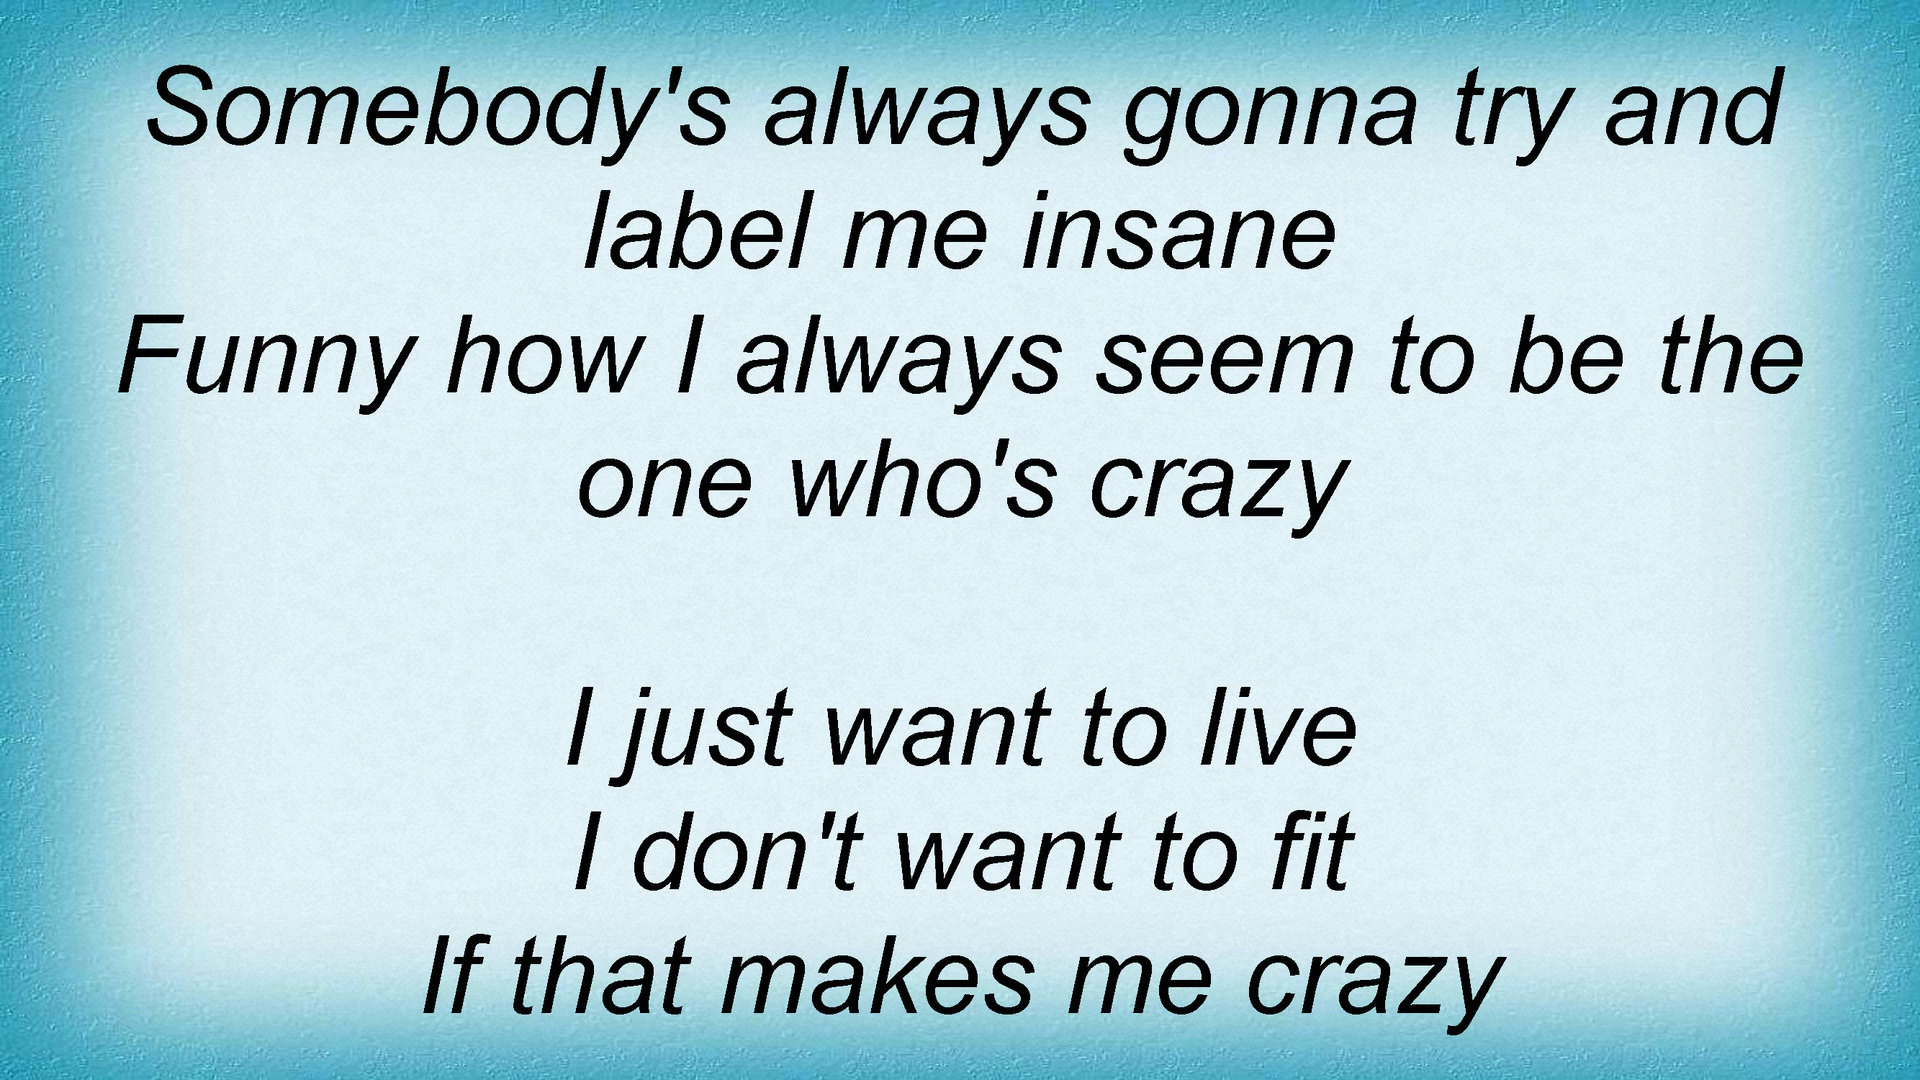 Somebody's always gonna try and
label me insane
Funny how I always seem to be the
one who's crazy
I just want to live
I don't want to fit
If that makes me crazy